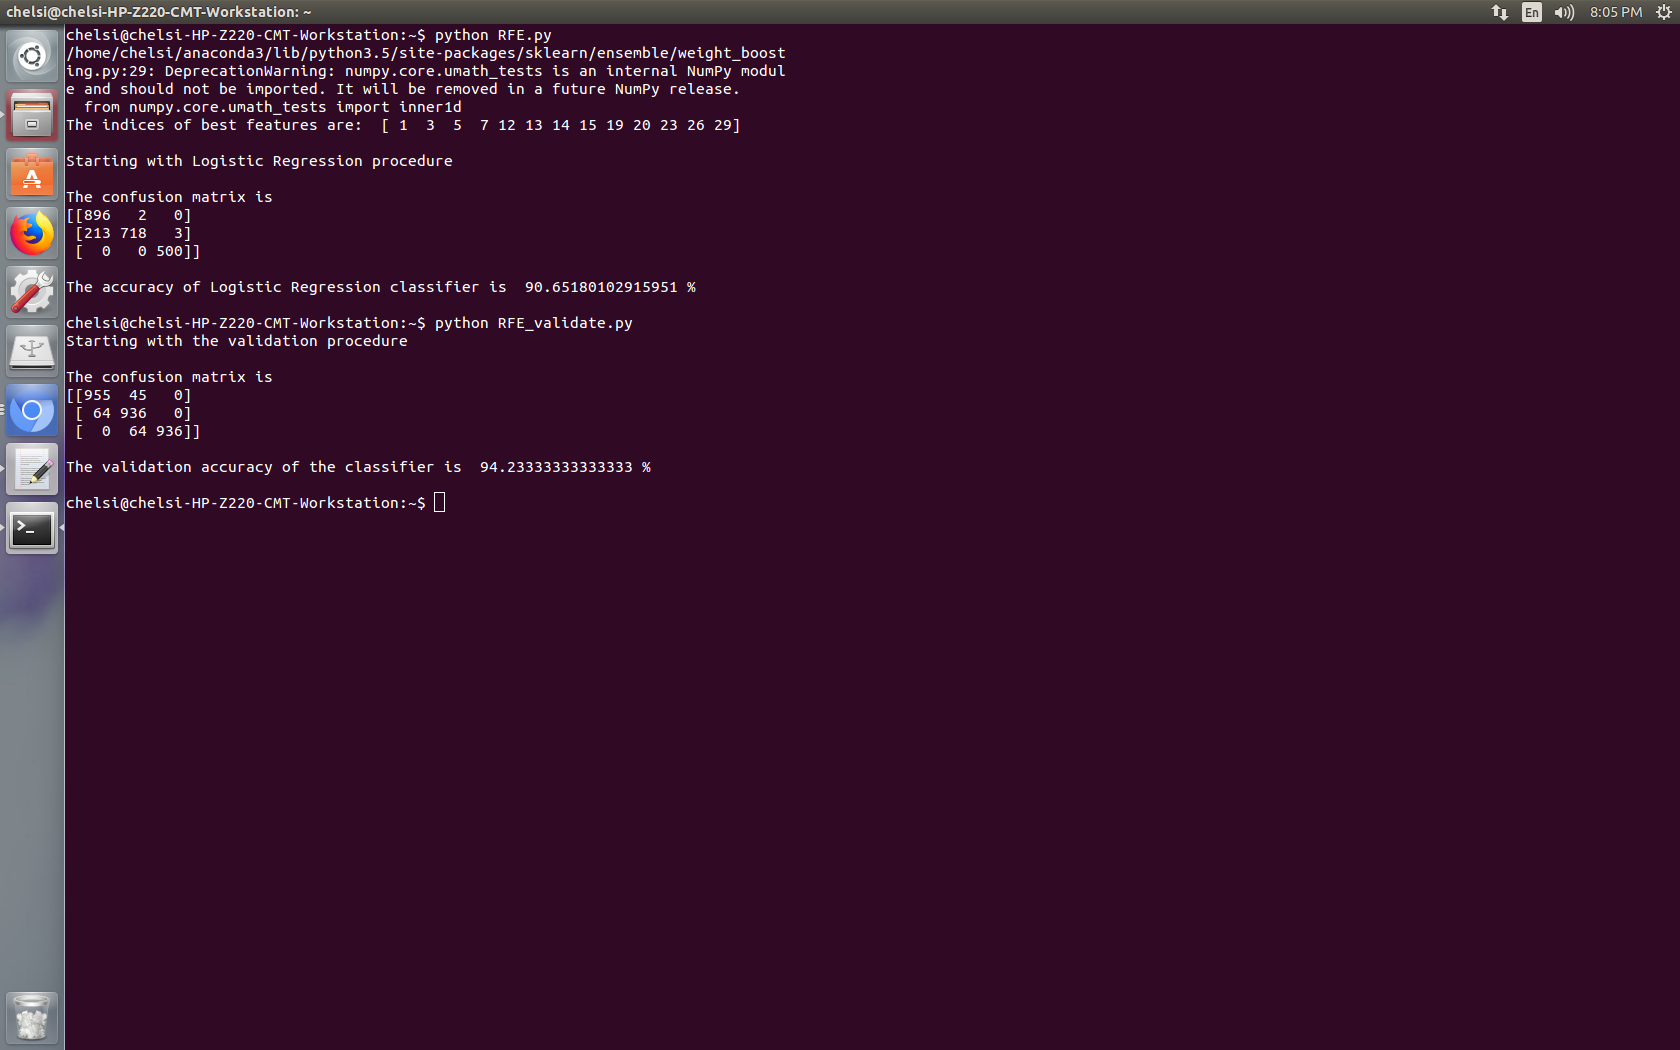 chelsi@chelsi-HP-Z220-CMT-Workstation: ~
En
8:05 PM
chelsi@chelsi-HP-Z220-CMT-Workstation:~$ python RFE.py
/home/chelsi/anaconda3/lib/python3.5/site-packages/sklearn/ensemble/weight_boost
ing.py:29: DeprecationWarning: numpy.core.umath_tests is an internal NumPy modul
e and should not be imported. It will be removed in a future NumPy release.
  from numpy.core.umath_tests import inner1d
The indices of best features are:  [ 1  3  5  7 12 13 14 15 19 20 23 26 29]
Starting with Logistic Regression procedure
The confusion matrix is
[[896   2   0]
 [213 718   3]
 [  0   0 500]]
The accuracy of Logistic Regression classifier is  90.65180102915951 %
chelsi@chelsi-HP-Z220-CMT-Workstation:~$ python RFE_validate.py
Starting with the validation procedure
The confusion matrix is
[[955  45   0]
 [ 64 936   0]
 [  0  64 936]]
The validation accuracy of the classifier is  94.23333333333333 %
chelsi@chelsi-HP-Z220-CMT-Workstation:~$